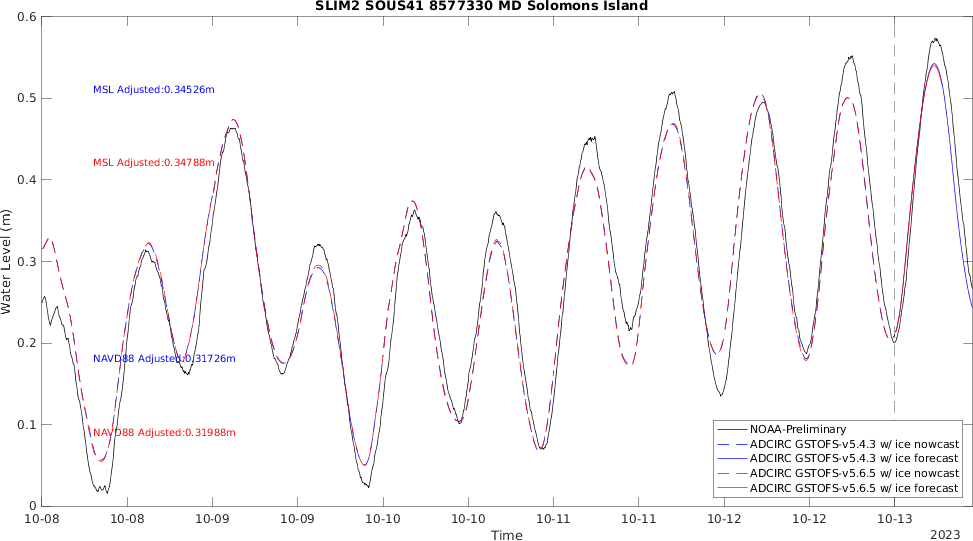 SLIM2 SOUS41 8577330 MD Solomons Island
0.6
0.5
0.4
0.3
0.2
0.1
0
Water Level (m)
MSL Adjusted:0.34526m
MSL Adjusted:0.34788m
NAVD88 Adjusted:0.31726m
NAVD88 Adjusted:0.31988m
NOAA-Preliminary
ADCIRC GSTOFS-v5.4.3 w/ ice nowcast
ADCIRC GSTOFS-v5.4.3 w/ ice forecast
ADCIRC GSTOFS-v5.6.5 w/ ice nowcast
ADCIRC GSTOFS-v5.6.5 w/ ice forecast
10-08 10-08 10-09 10-09 10-10 10-10 10-11 10-11 10-12 10-12 10-13
Time
2023